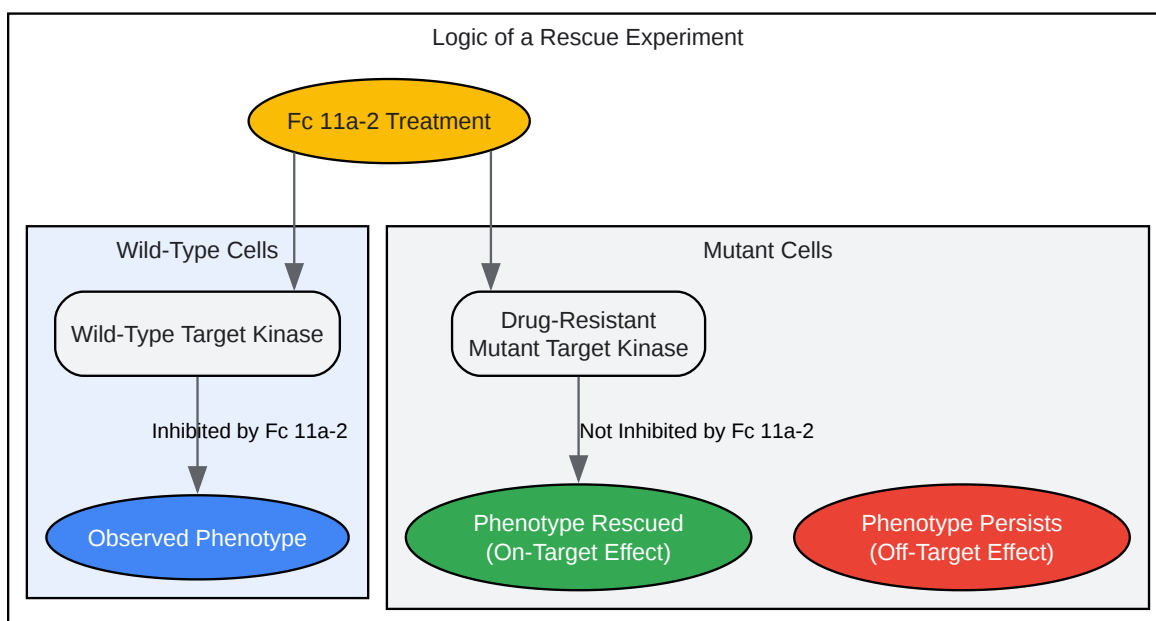 Logic of a Rescue Experiment
Fc 11a-2 Treatment
Wild-Type Cells
Mutant Cells
Wild-Type Target Kinase
Drug-Resistant
Mutant Target Kinase
Inhibited by Fc 11a-2
Not Inhibited by Fc 11a-2
Observed Phenotype
Phenotype Rescued
(On-Target Effect)
Phenotype Persists
(Off-Target Effect)